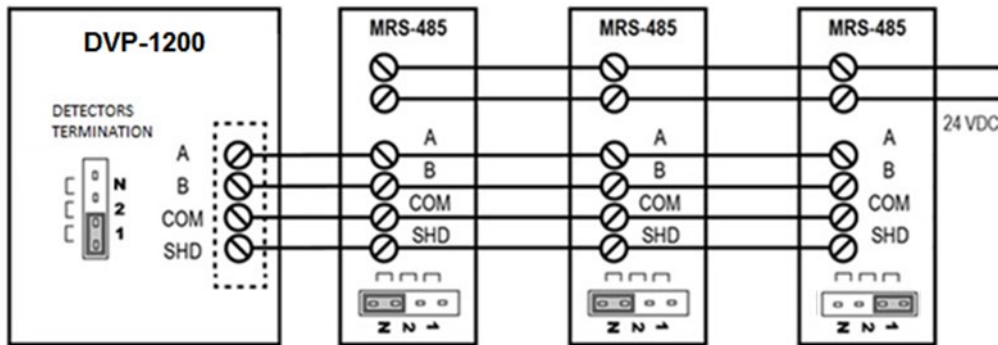 DVP-1200
DETECTORS
TERMINATION
N
2
1
A
B
COM
SHD
MRS-485
A
B
COM
SHD
N 2 1
MRS-485
A
B
COM
SHD
N 2 1
MRS-485
24 VDC
A
B
COM
SHD
N 2 1